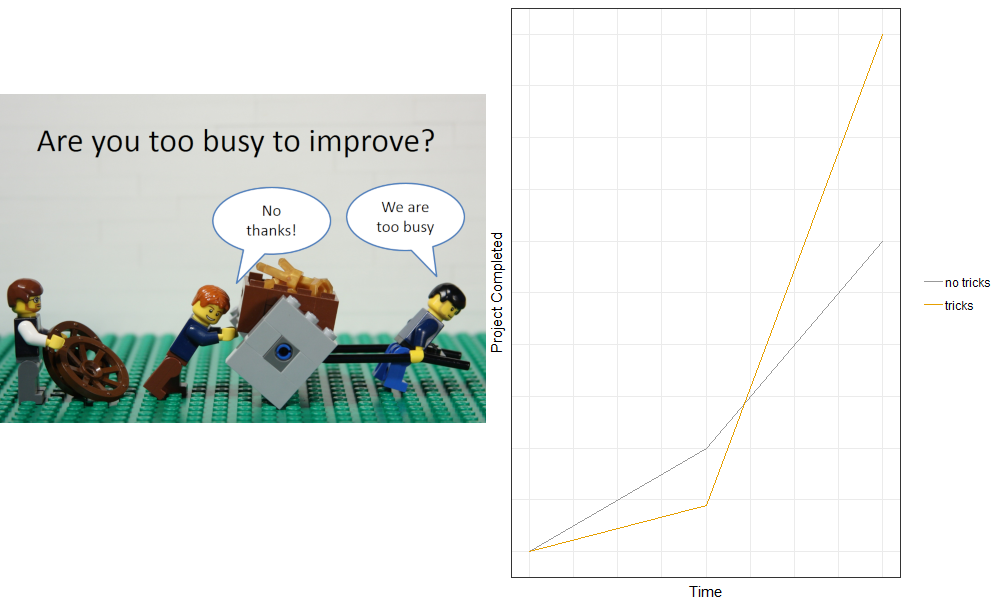 Are you too busy to improve?
No
thanks!
We are
too busy
Project Completed
Time
no tricks
tricks